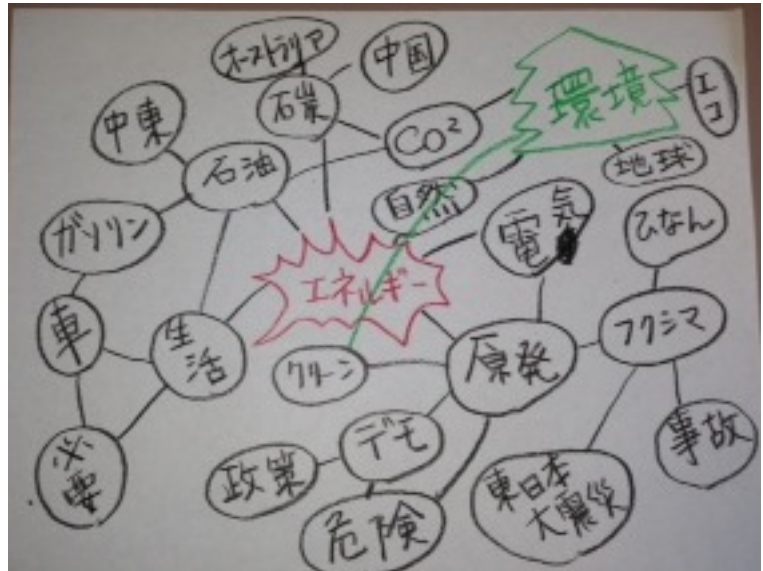 オーストラリア
中国
石炭
環境
エコ
中東
CO²
石油
地球
自然
ガソリン
電気
ひなん
エネルギー
車
生活
フクシマ
クリーン
原発
デモ
事故
政策
必要
危険
東日本
大震災